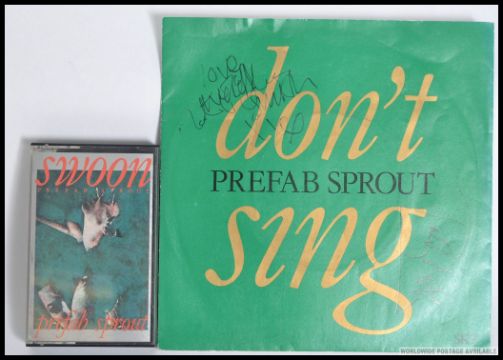 swoon
PREFAB SPROUT
prefab sprout
don't
PREFAB SPROUT
sing
WORLDWIDE POSTAGE AVAILABLE